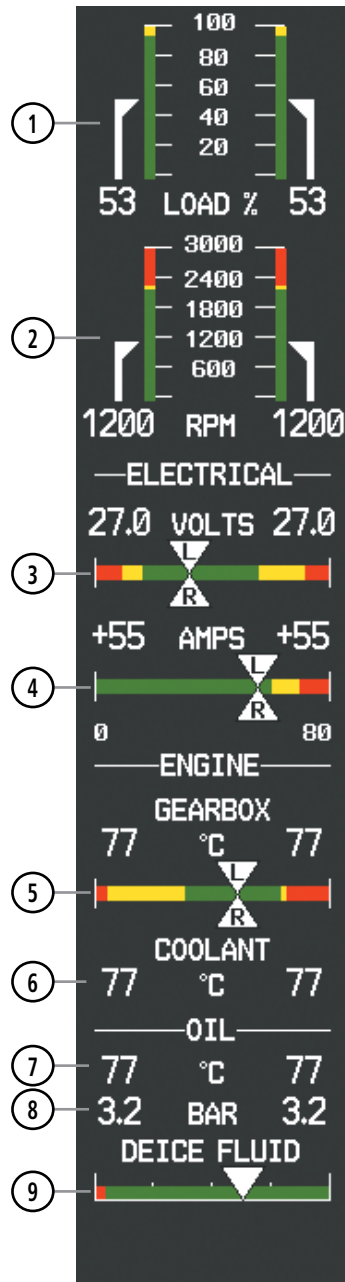 100
80
60
1
40
20
53 LOAD % 53
3000
2400
1800
2
1200
600
1200 RPM 1200
ELECTRICAL
27.0 VOLTS 27.0
L
3
R
+55 AMPS +55
L
4
R
0 80
ENGINE
GEARBOX
77 °C 77
L
5
R
COOLANT
6 77 °C 77
OIL
7 77 °C 77
8 3.2 BAR 3.2
DEICE FLUID
9